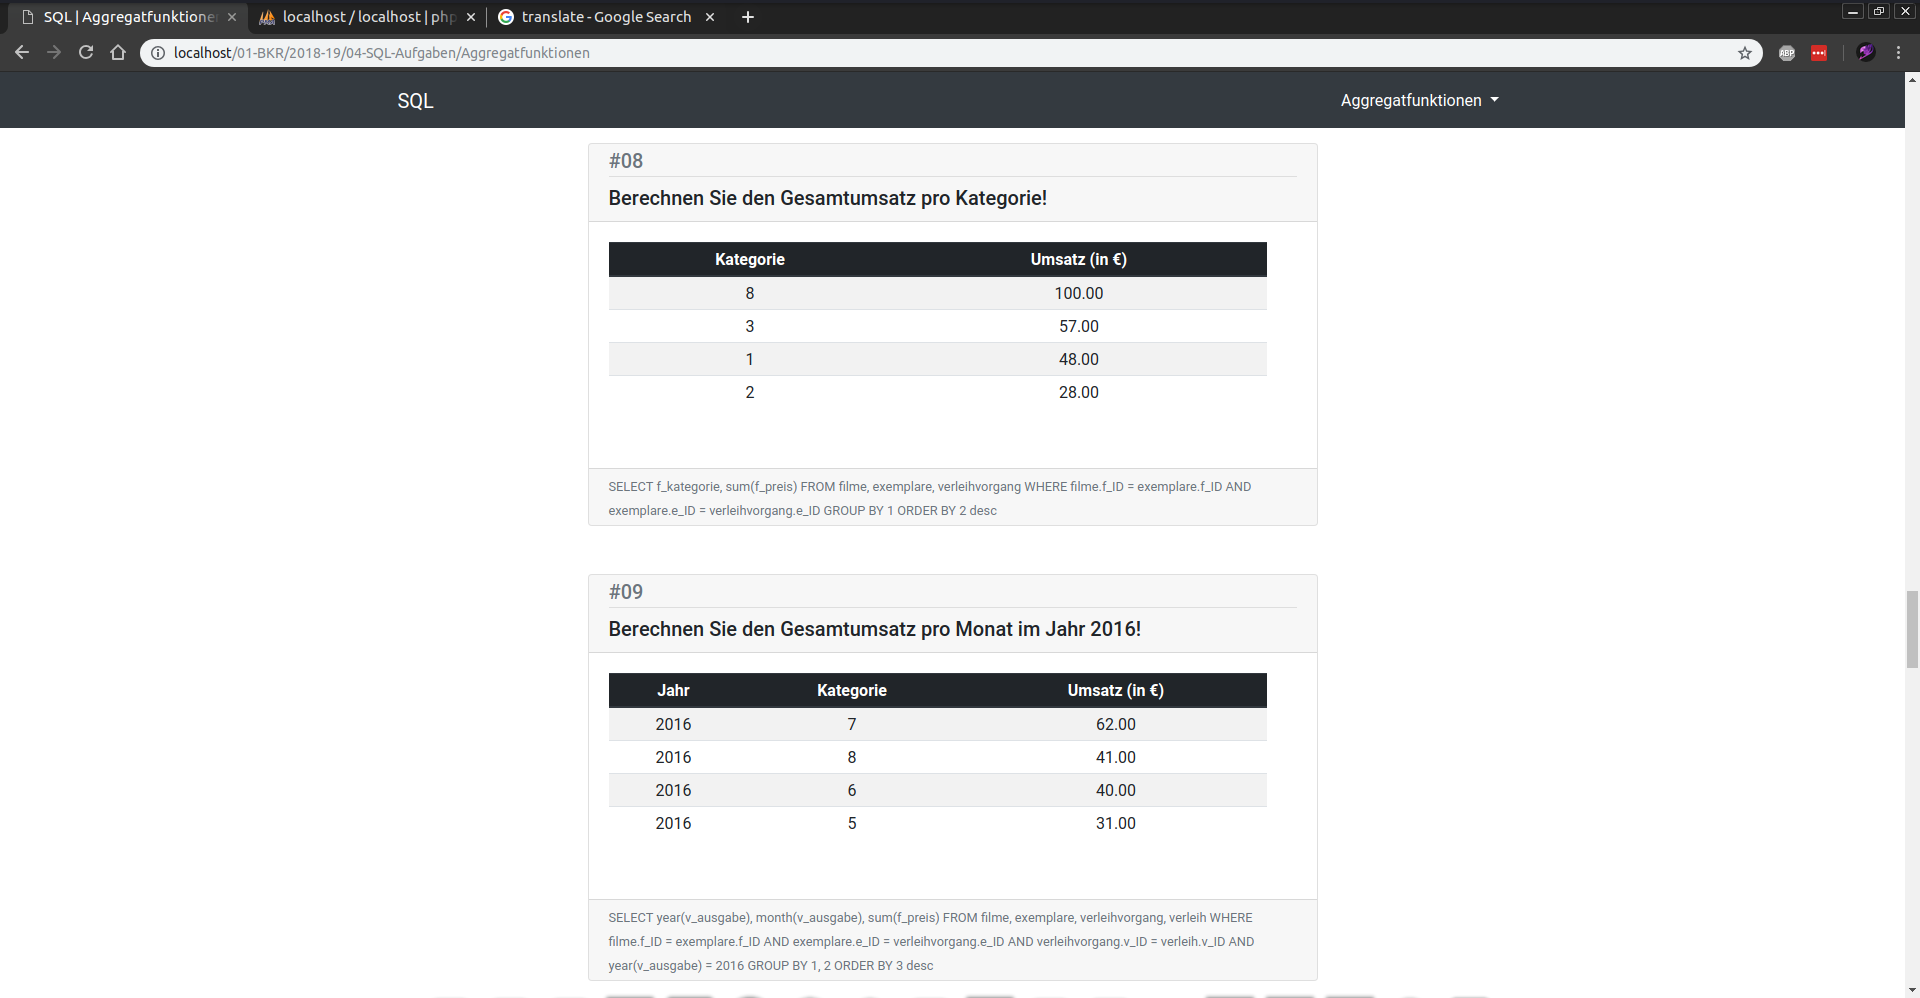 SQL | Aggregatfunktione
localhost / localhost | php
translate - Google Search
localhost/01-BKR/2018-19/04-SQL-Aufgaben/Aggregatfunktionen
ABP
SQL
Aggregatfunktionen
#08
Berechnen Sie den Gesamtumsatz pro Kategorie!
Kategorie Umsatz (in €)
8 100.00
3 57.00
1 48.00
2 28.00
SELECT f_kategorie, sum(f_preis) FROM filme, exemplare, verleihvorgang WHERE filme.f_ID = exemplare.f_ID AND
exemplare.e_ID = verleihvorgang.e_ID GROUP BY 1 ORDER BY 2 desc
#09
Berechnen Sie den Gesamtumsatz pro Monat im Jahr 2016!
Jahr Kategorie Umsatz (in €)
2016 7 62.00
2016 8 41.00
2016 6 40.00
2016 5 31.00
SELECT year(v_ausgabe), month(v_ausgabe), sum(f_preis) FROM filme, exemplare, verleihvorgang, verleih WHERE
filme.f_ID = exemplare.f_ID AND exemplare.e_ID = verleihvorgang.e_ID AND verleihvorgang.v_ID = verleih.v_ID AND
year(v_ausgabe) = 2016 GROUP BY 1, 2 ORDER BY 3 desc